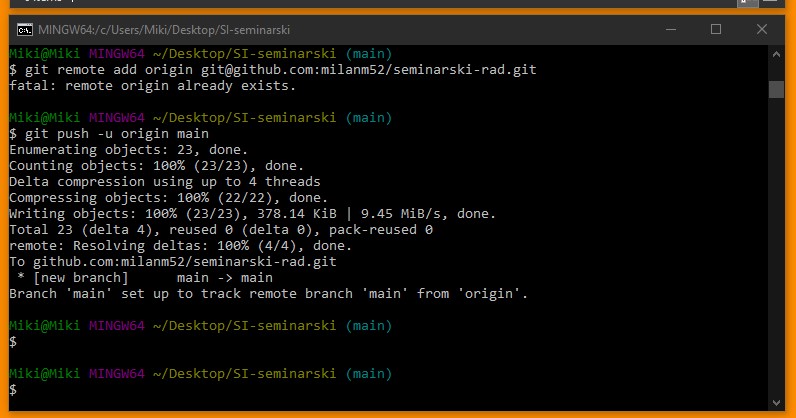 MINGW64:/c/Users/Miki/Desktop/SI-seminarski
Miki@Miki MINGW64 ~/Desktop/SI-seminarski (main)
$ git remote add origin git@github.com:milanm52/seminarski-rad.git
fatal: remote origin already exists.
Miki@Miki MINGW64 ~/Desktop/SI-seminarski (main)
$ git push -u origin main
Enumerating objects: 23, done.
Counting objects: 100% (23/23), done.
Delta compression using up to 4 threads
Compressing objects: 100% (22/22), done.
Writing objects: 100% (23/23), 378.14 KiB | 9.45 MiB/s, done.
Total 23 (delta 4), reused 0 (delta 0), pack-reused 0
remote: Resolving deltas: 100% (4/4), done.
To github.com:milanm52/seminarski-rad.git
 * [new branch]      main -> main
Branch 'main' set up to track remote branch 'main' from 'origin'.
Miki@Miki MINGW64 ~/Desktop/SI-seminarski (main)
$
Miki@Miki MINGW64 ~/Desktop/SI-seminarski (main)
$